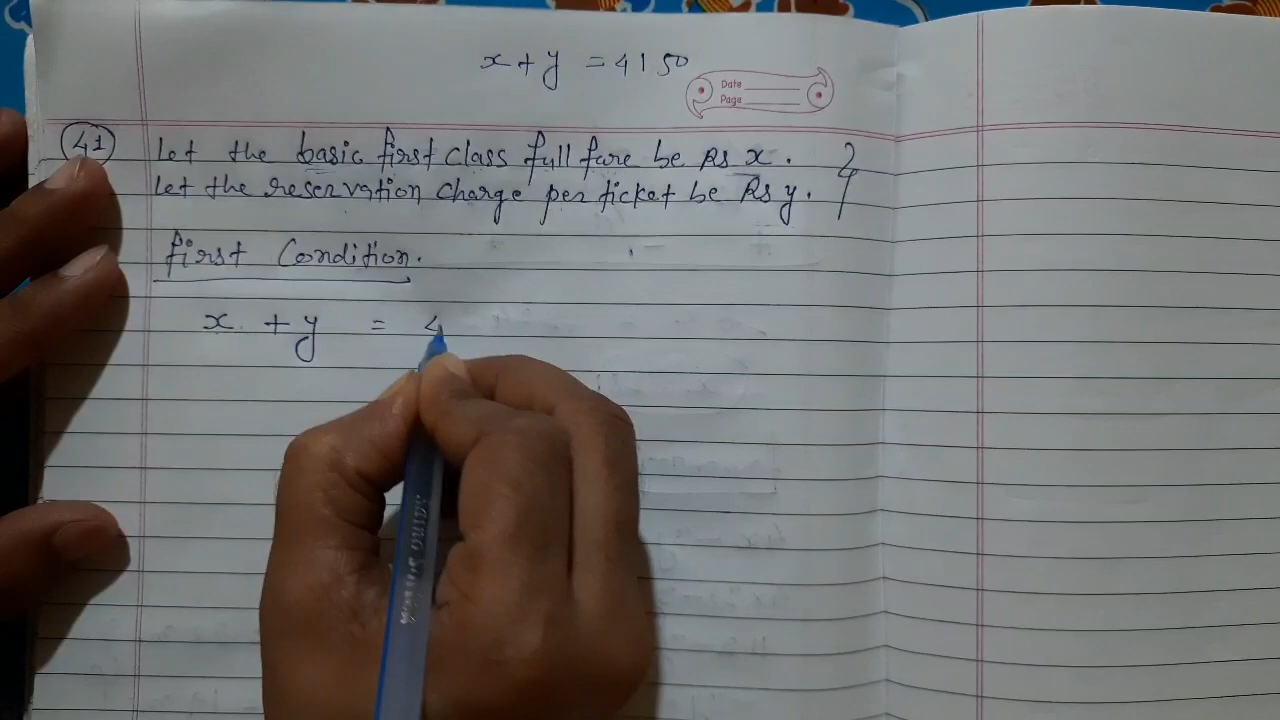 x + y = 4150
Date
Page
41 Let the basic first class full fare be Rs x.
Let the reservation charge per ticket be Rs y.
first Condition.
x + y = 4